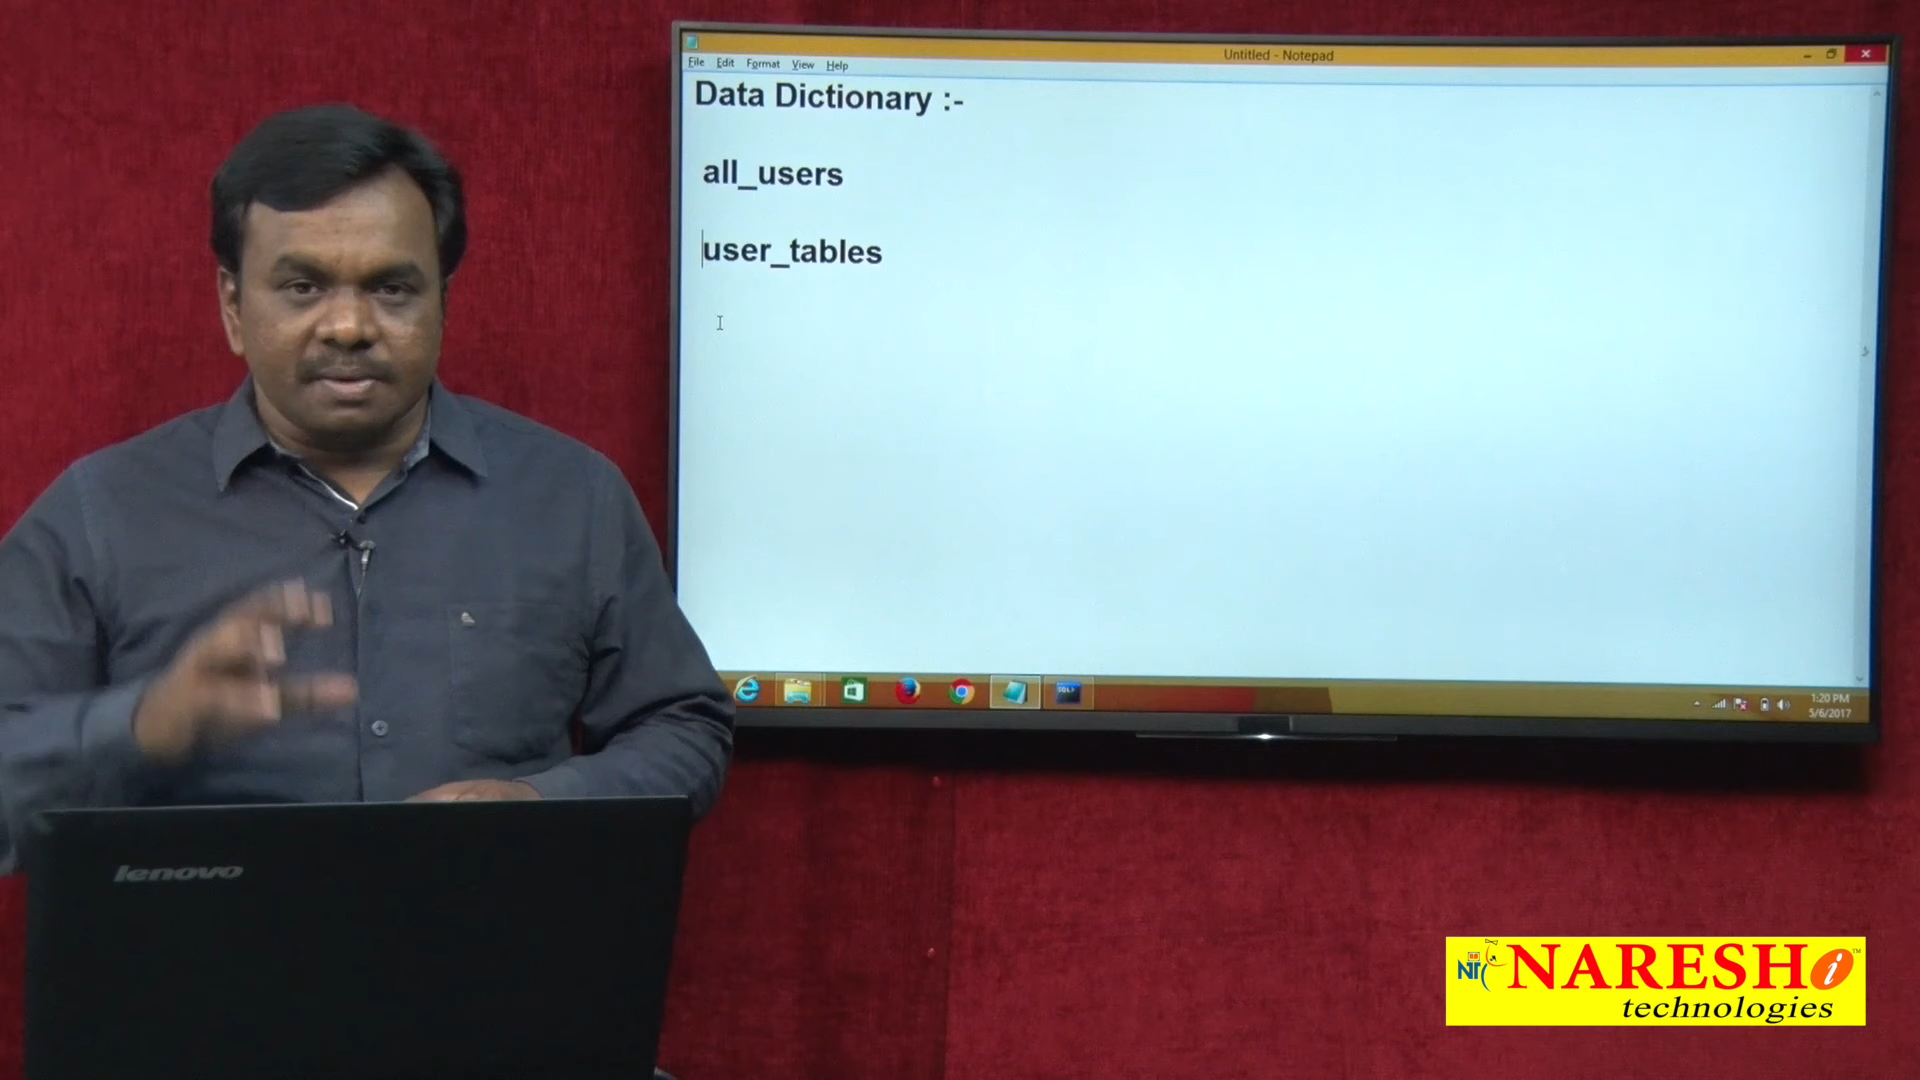 Untitled - Notepad
File Edit Format View Help
Data Dictionary :-
all_users
user_tables
1:20 PM
5/6/2017
lenovo
NARESH i ™
technologies